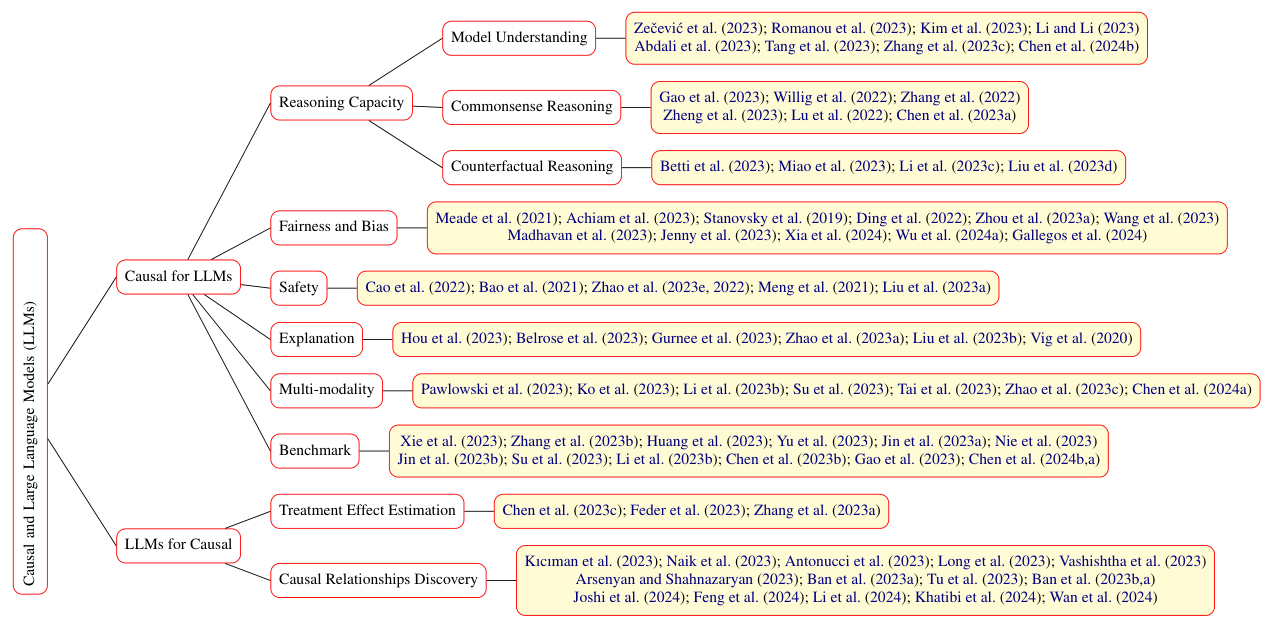 Causal and Large Language Models (LLMs)
Causal for LLMs
Reasoning Capacity
Model Understanding
Zečević et al. (2023); Romanou et al. (2023); Kim et al. (2023); Li and Li (2023)
Abdali et al. (2023); Tang et al. (2023); Zhang et al. (2023c); Chen et al. (2024b)
Commonsense Reasoning
Gao et al. (2023); Willig et al. (2022); Zhang et al. (2022)
Zheng et al. (2023); Lu et al. (2022); Chen et al. (2023a)
Counterfactual Reasoning
Betti et al. (2023); Miao et al. (2023); Li et al. (2023c); Liu et al. (2023d)
Fairness and Bias
Meade et al. (2021); Achiam et al. (2023); Stanovsky et al. (2019); Ding et al. (2022); Zhou et al. (2023a); Wang et al. (2023)
Madhavan et al. (2023); Jenny et al. (2023); Xia et al. (2024); Wu et al. (2024a); Gallegos et al. (2024)
Safety
Cao et al. (2022); Bao et al. (2021); Zhao et al. (2023e, 2022); Meng et al. (2021); Liu et al. (2023a)
Explanation
Hou et al. (2023); Belrose et al. (2023); Gurnee et al. (2023); Zhao et al. (2023a); Liu et al. (2023b); Vig et al. (2020)
Multi-modality
Pawlowski et al. (2023); Ko et al. (2023); Li et al. (2023b); Su et al. (2023); Tai et al. (2023); Zhao et al. (2023c); Chen et al. (2024a)
Benchmark
Xie et al. (2023); Zhang et al. (2023b); Huang et al. (2023); Yu et al. (2023); Jin et al. (2023a); Nie et al. (2023)
Jin et al. (2023b); Su et al. (2023); Li et al. (2023b); Chen et al. (2023b); Gao et al. (2023); Chen et al. (2024b,a)
LLMs for Causal
Treatment Effect Estimation
Chen et al. (2023c); Feder et al. (2023); Zhang et al. (2023a)
Causal Relationships Discovery
Kıcıman et al. (2023); Naik et al. (2023); Antonucci et al. (2023); Long et al. (2023); Vashishtha et al. (2023)
Arsenyan and Shahnazaryan (2023); Ban et al. (2023a); Tu et al. (2023); Ban et al. (2023b,a)
Joshi et al. (2024); Feng et al. (2024); Li et al. (2024); Khatibi et al. (2024); Wan et al. (2024)